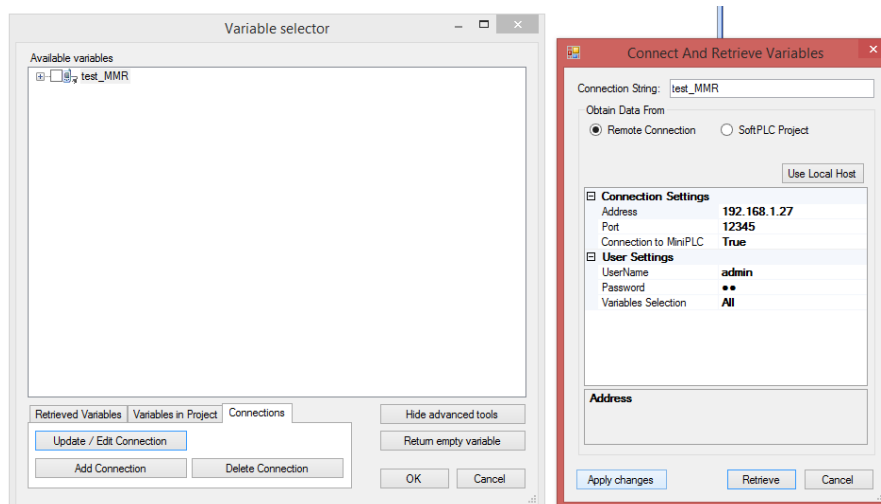 Variable selector
Available variables
test_MMR
Retrieved Variables
Variables in Project
Connections
Update / Edit Connection
Add Connection
Delete Connection
Hide advanced tools
Return empty variable
OK
Cancel
Connect And Retrieve Variables
Connection String: test_MMR
Obtain Data From
Remote Connection
SoftPLC Project
Use Local Host
Connection Settings
Address 192.168.1.27
Port 12345
Connection to MiniPLC True
User Settings
UserName admin
Password ●●
Variables Selection All
Address
Apply changes
Retrieve
Cancel